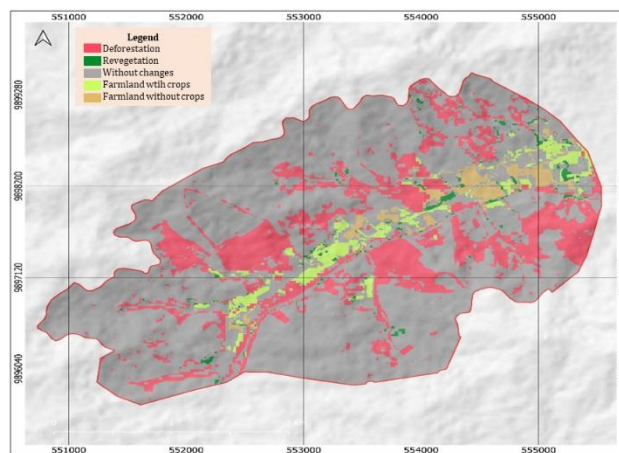 551000 552000 553000 554000 555000
Legend
Deforestation
Revegetation
Without changes
Farmland wtih crops
Farmland without crops
9899280
9898200
9897120
9896040
551000 552000 553000 554000 555000